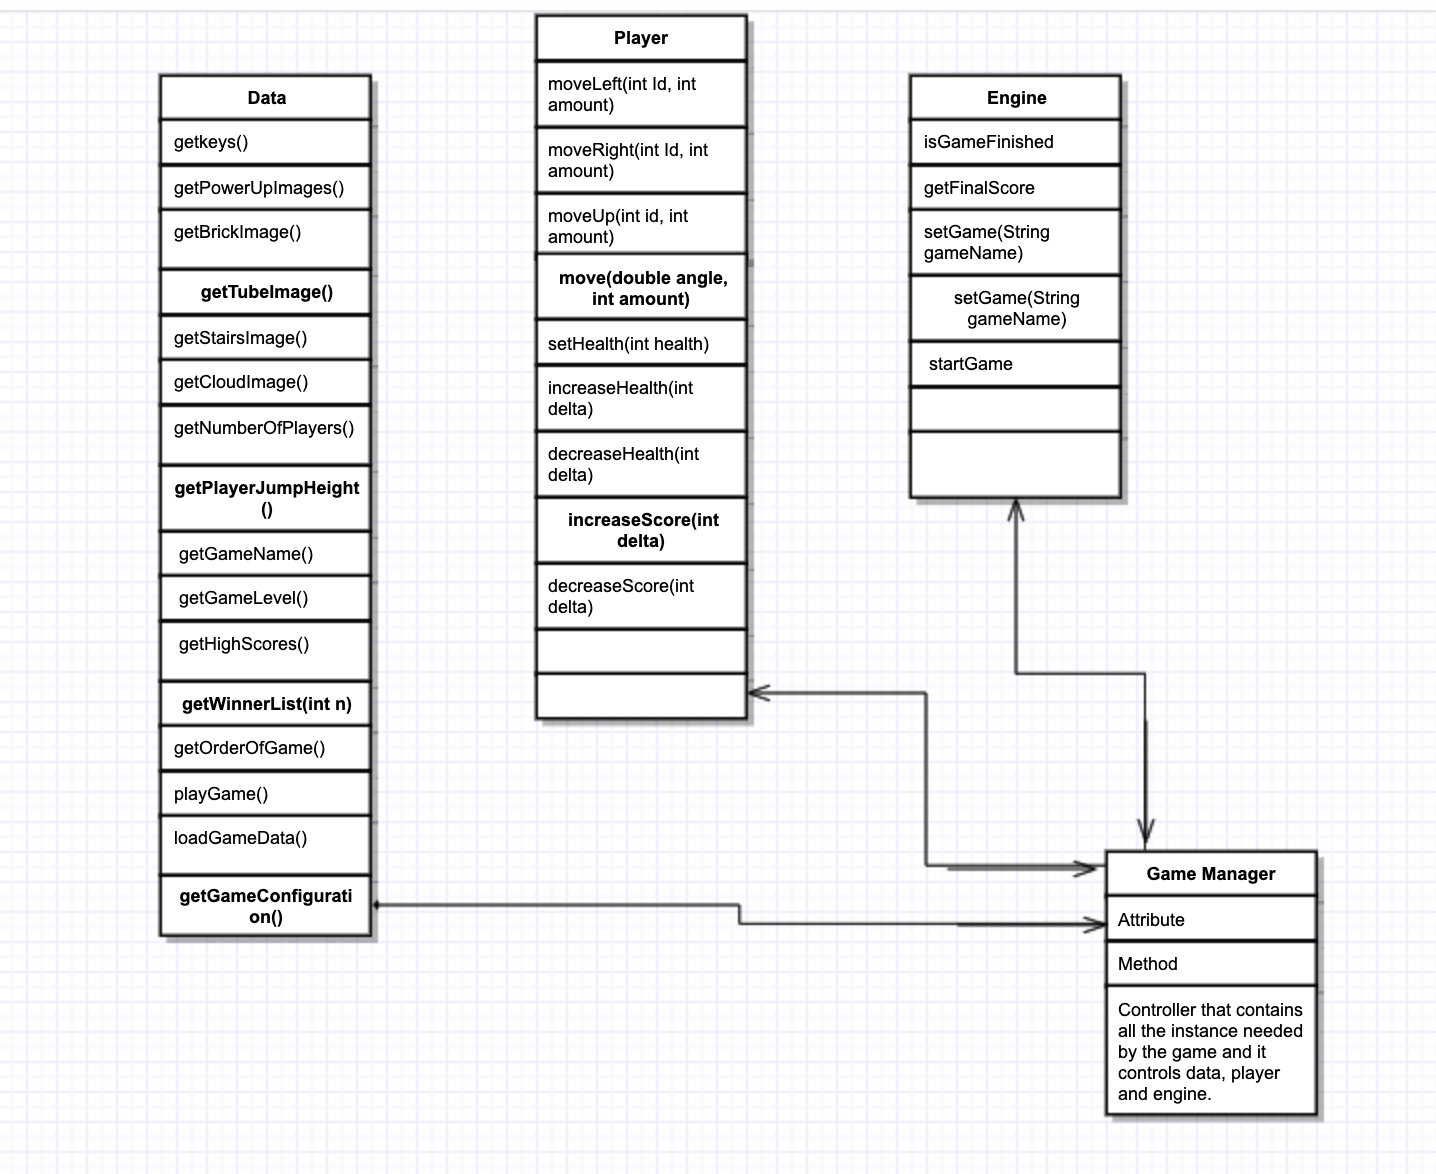 Data
getkeys()
getPowerUpImages()
getBrickImage()
getTubeImage()
getStairsImage()
getCloudImage()
getNumberOfPlayers()
getPlayerJumpHeight
()
getGameName()
getGameLevel()
getHighScores()
getWinnerList(int n)
getOrderOfGame()
playGame()
loadGameData()
getGameConfigurati
on()
Player
moveLeft(int Id, int
amount)
moveRight(int Id, int
amount)
moveUp(int id, int
amount)
move(double angle,
int amount)
setHealth(int health)
increaseHealth(int
delta)
decreaseHealth(int
delta)
increaseScore(int
delta)
decreaseScore(int
delta)
Engine
isGameFinished
getFinalScore
setGame(String
gameName)
setGame(String
gameName)
startGame
Game Manager
Attribute
Method
Controller that contains
all the instance needed
by the game and it
controls data, player
and engine.